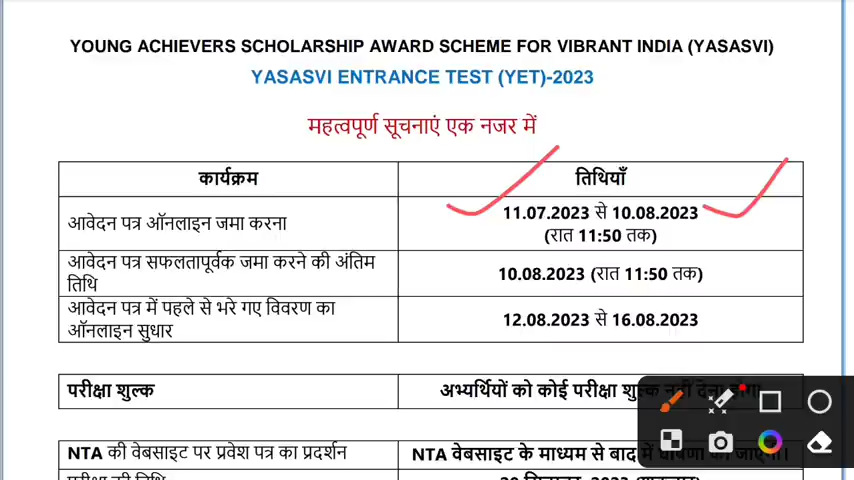 YOUNG ACHIEVERS SCHOLARSHIP AWARD SCHEME FOR VIBRANT INDIA (YASASVI)
YASASVI ENTRANCE TEST (YET)-2023
महत्वपूर्ण सूचनाएं एक नजर में
कार्यक्रम तिथियाँ
आवेदन पत्र ऑनलाइन जमा करना 11.07.2023 से 10.08.2023
(रात 11:50 तक)
आवेदन पत्र सफलतापूर्वक जमा करने की अंतिम
तिथि
10.08.2023 (रात 11:50 तक)
आवेदन पत्र में पहले से भरे गए विवरण का
ऑनलाइन सुधार
12.08.2023 से 16.08.2023
परीक्षा शुल्क अभ्यर्थियों को कोई परीक्षा शुल्क नहीं देना होगा
NTA की वेबसाइट पर प्रवेश पत्र का प्रदर्शन NTA वेबसाइट के माध्यम से बाद में